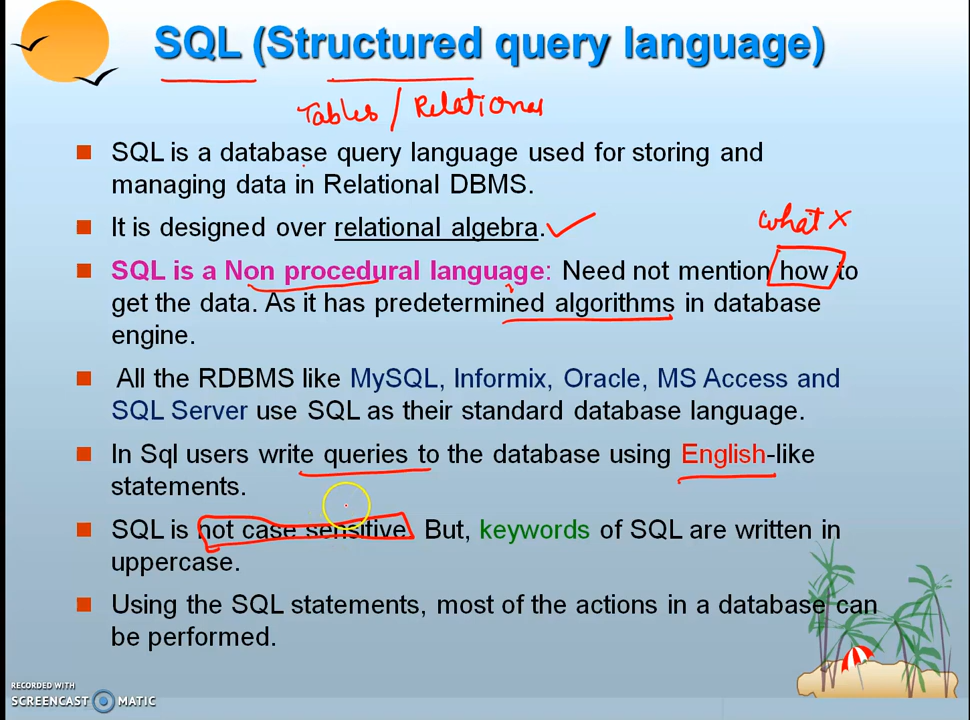 SQL (Structured query language)
Tables / Relational
SQL is a database query language used for storing and
managing data in Relational DBMS.
It is designed over relational algebra.
what x
SQL is a Non procedural language: Need not mention how to
get the data. As it has predetermined algorithms in database
engine.
All the RDBMS like MySQL, Informix, Oracle, MS Access and
SQL Server use SQL as their standard database language.
In Sql users write queries to the database using English-like
statements.
SQL is not case sensitive. But, keywords of SQL are written in
uppercase.
Using the SQL statements, most of the actions in a database can
be performed.
RECORDED WITH
SCREENCAST MATIC